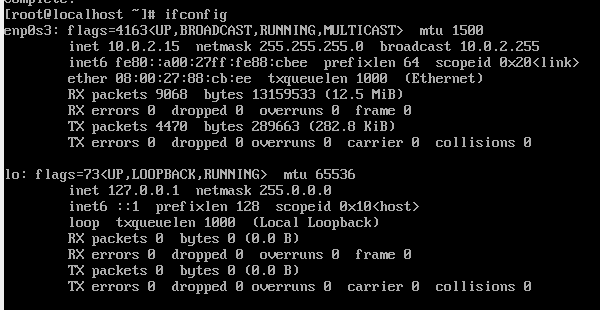 Complete!
[root@localhost ~]# ifconfig
enp0s3: flags=4163<UP,BROADCAST,RUNNING,MULTICAST>  mtu 1500
        inet 10.0.2.15  netmask 255.255.255.0  broadcast 10.0.2.255
        inet6 fe80::a00:27ff:fe88:cbee  prefixlen 64  scopeid 0x20<link>
        ether 08:00:27:88:cb:ee  txqueuelen 1000  (Ethernet)
        RX packets 9068  bytes 13159533 (12.5 MiB)
        RX errors 0  dropped 0  overruns 0  frame 0
        TX packets 4470  bytes 289663 (282.8 KiB)
        TX errors 0  dropped 0 overruns 0  carrier 0  collisions 0
lo: flags=73<UP,LOOPBACK,RUNNING>  mtu 65536
        inet 127.0.0.1  netmask 255.0.0.0
        inet6 ::1  prefixlen 128  scopeid 0x10<host>
        loop  txqueuelen 1000  (Local Loopback)
        RX packets 0  bytes 0 (0.0 B)
        RX errors 0  dropped 0  overruns 0  frame 0
        TX packets 0  bytes 0 (0.0 B)
        TX errors 0  dropped 0 overruns 0  carrier 0  collisions 0